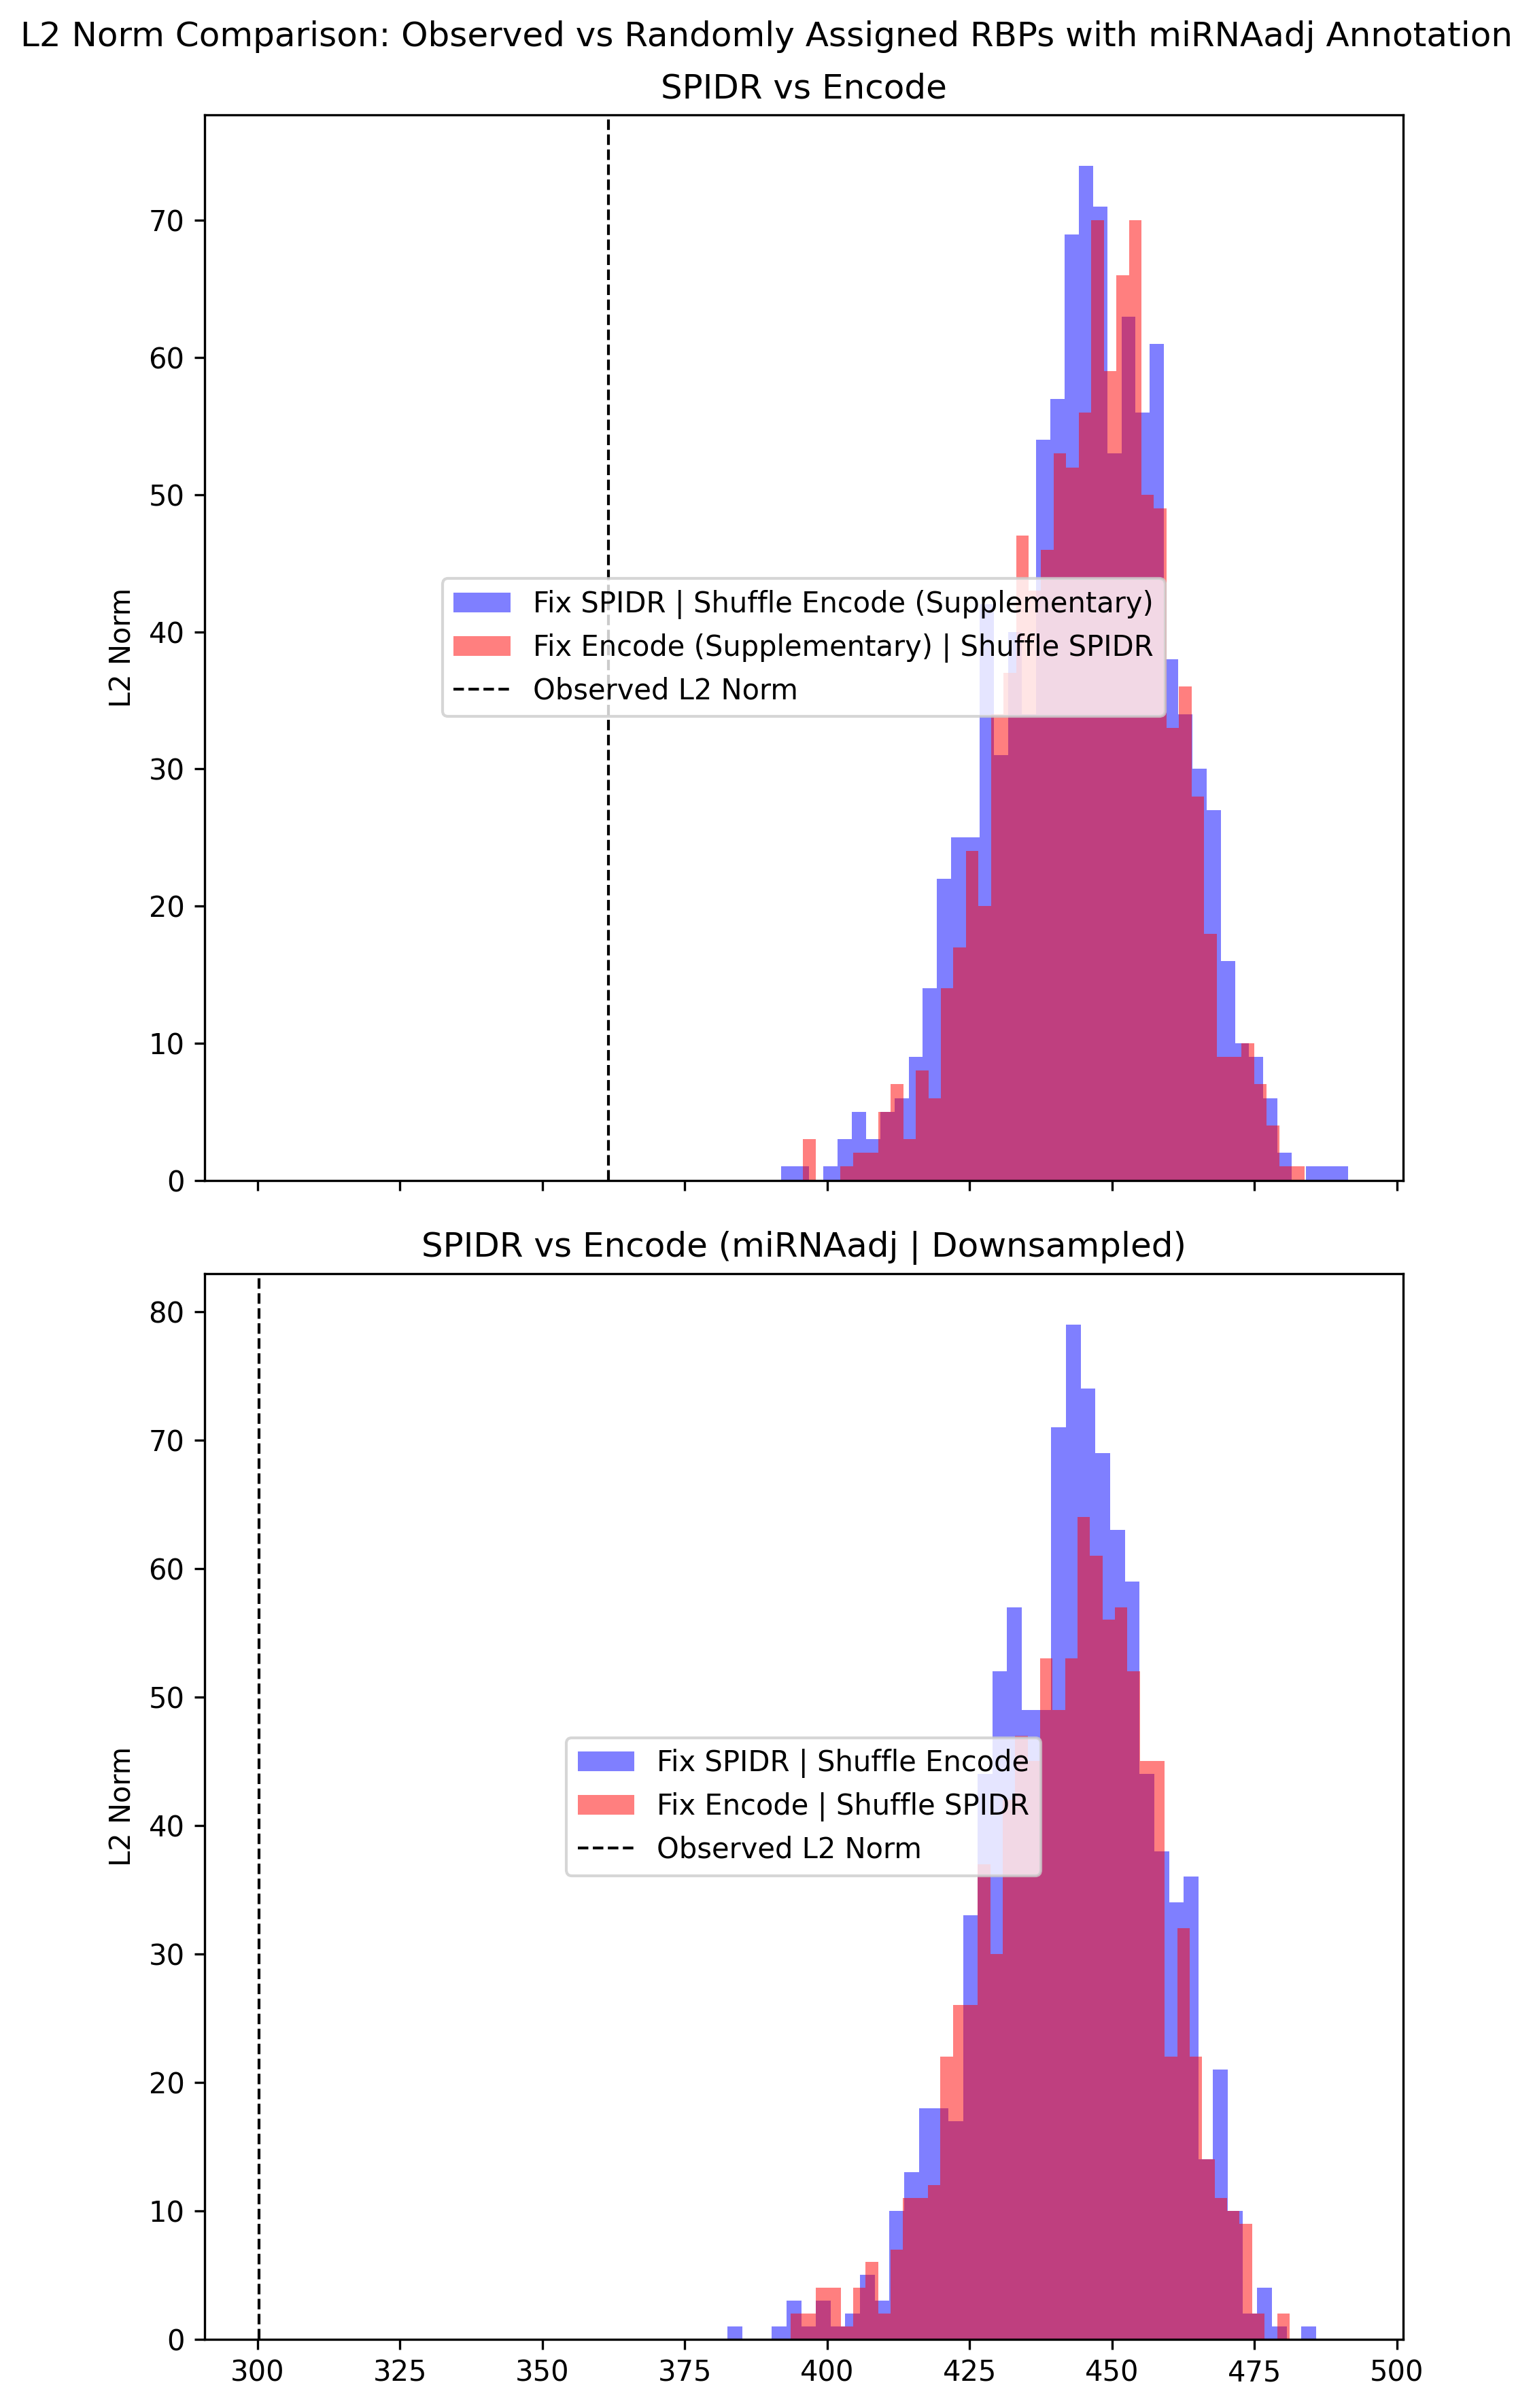 L2 Norm Comparison: Observed vs Randomly Assigned RBPs with miRNAadj Annotation
SPIDR vs Encode
70
60
50
40
30
20
10
0
L2 Norm
Fix SPIDR | Shuffle Encode (Supplementary)
Fix Encode (Supplementary) | Shuffle SPIDR
Observed L2 Norm
SPIDR vs Encode (miRNAadj | Downsampled)
80
70
60
50
40
30
20
10
0
L2 Norm
Fix SPIDR | Shuffle Encode
Fix Encode | Shuffle SPIDR
Observed L2 Norm
300 325 350 375 400 425 450 475 500